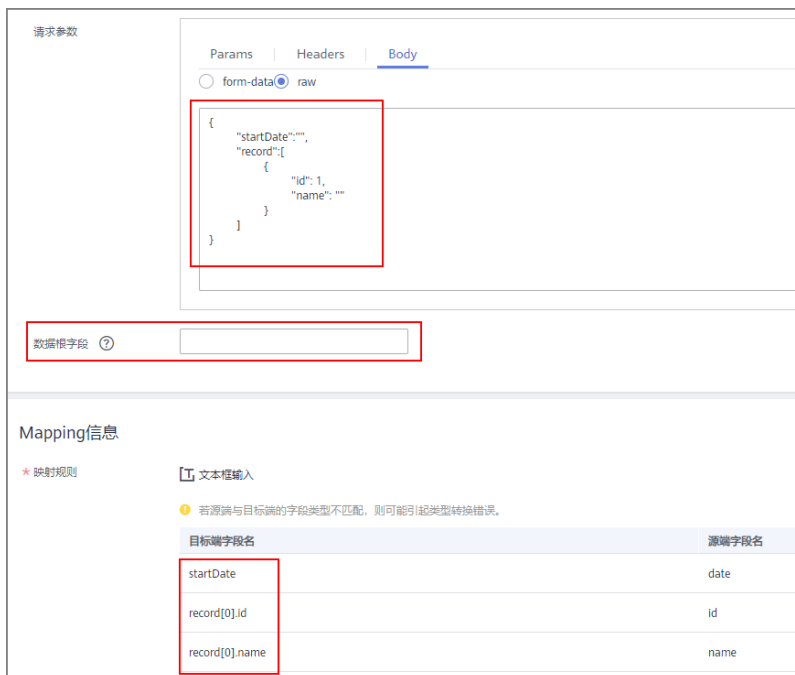 请求参数
Params Headers Body
form-data raw
{
"startDate":"",
"record":[
{
"id": 1,
"name": ""
}
]
}
数据根字段 ?
Mapping信息
* 映射规则 文本框输入
! 若源端与目标端的字段类型不匹配，则可能引起类型转换错误。
目标端字段名 源端字段名
startDate date
record[0].id id
record[0].name name